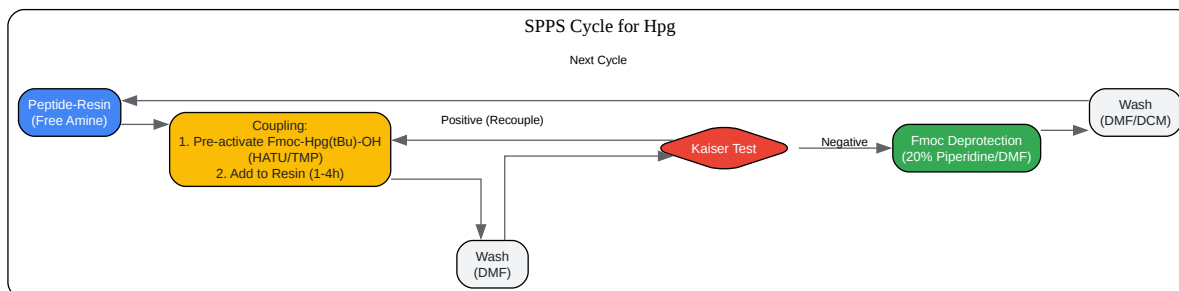 SPPS Cycle for Hpg
Next Cycle
Peptide-Resin
(Free Amine)
Coupling:
1. Pre-activate Fmoc-Hpg(tBu)-OH
(HATU/TMP)
2. Add to Resin (1-4h)
Positive (Recouple)
Wash
(DMF)
Kaiser Test
Negative
Fmoc Deprotection
(20% Piperidine/DMF)
Wash
(DMF/DCM)